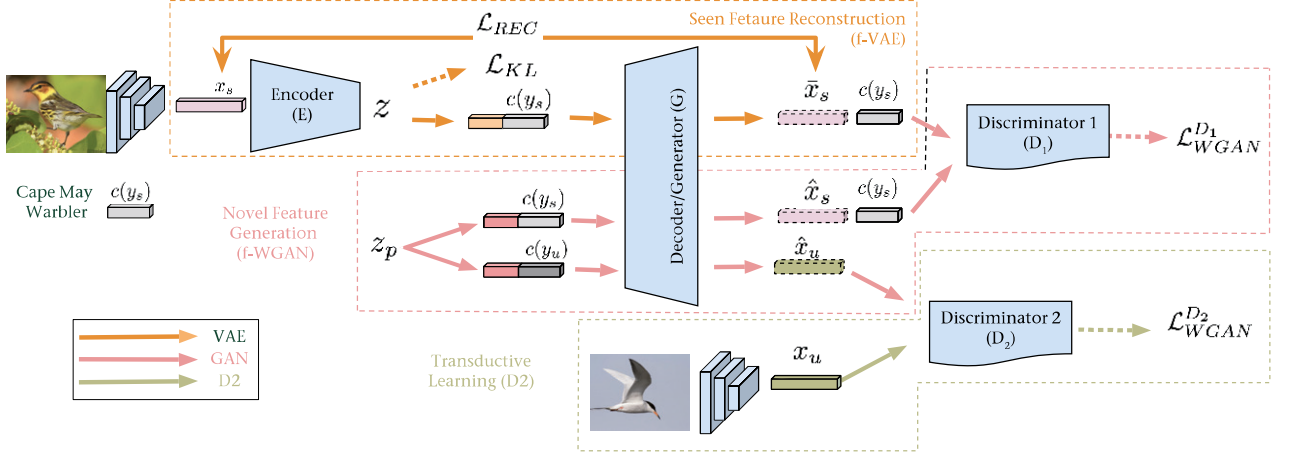 Seen Fetaure Reconstruction
(f-VAE)
ℒ_REC
x_s
Encoder
(E)
z
ℒ_KL
c(y_s)
Decoder/Generator (G)
x̄_s
c(y_s)
Discriminator 1
(D_1)
ℒ^{D_1}_{WGAN}
Cape May
Warbler
c(y_s)
Novel Feature
Generation
(f-WGAN)
z_p
c(y_s)
c(y_u)
x̂_s
c(y_s)
x̂_u
VAE
GAN
D2
Transductive
Learning (D2)
x_u
Discriminator 2
(D_2)
ℒ^{D_2}_{WGAN}